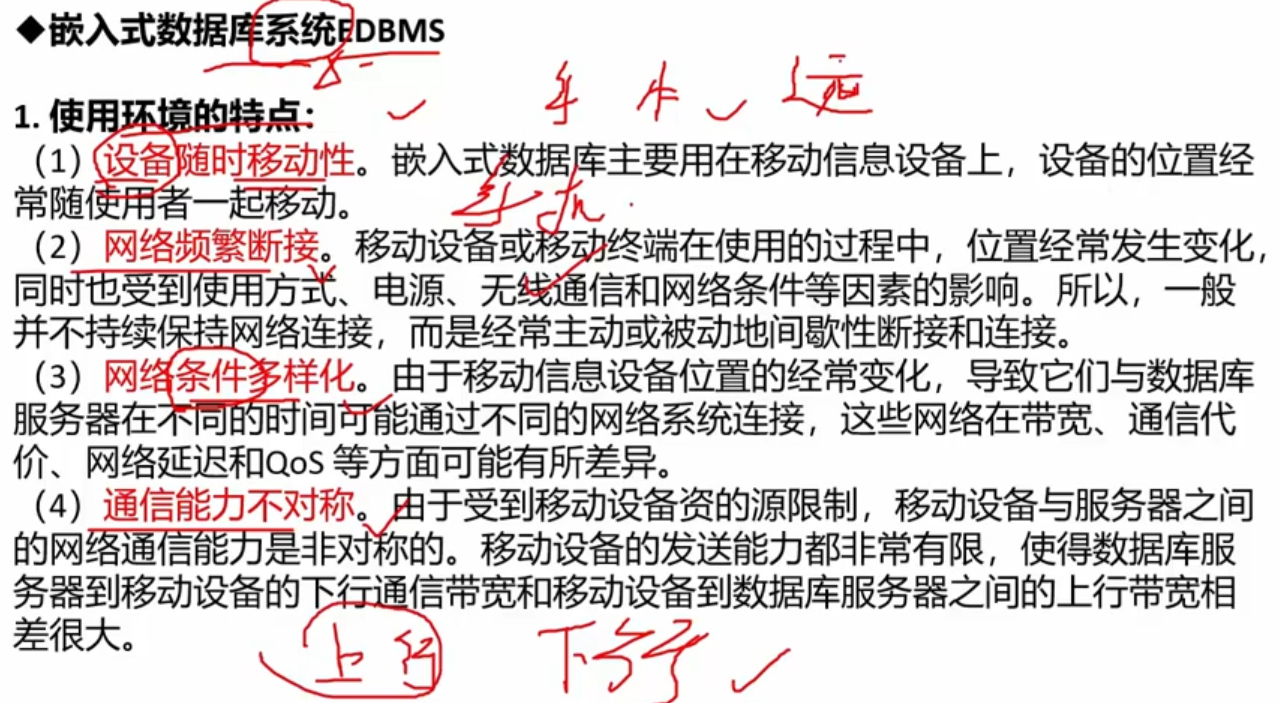 ◆嵌入式数据库系统EDBMS
1. 使用环境的特点：
（1）设备随时移动性。嵌入式数据库主要用在移动信息设备上，设备的位置经
常随使用者一起移动。
手机
（2）网络频繁断接。移动设备或移动终端在使用的过程中，位置经常发生变化，
同时也受到使用方式、电源、无线通信和网络条件等因素的影响。所以，一般
并不持续保持网络连接，而是经常主动或被动地间歇性断接和连接。
（3）网络条件多样化。由于移动信息设备位置的经常变化，导致它们与数据库
服务器在不同的时间可能通过不同的网络系统连接，这些网络在带宽、通信代
价、网络延迟和QoS 等方面可能有所差异。
（4）通信能力不对称。由于受到移动设备资的源限制，移动设备与服务器之间
的网络通信能力是非对称的。移动设备的发送能力都非常有限，使得数据库服
务器到移动设备的下行通信带宽和移动设备到数据库服务器之间的上行带宽相
差很大。
上行 下行